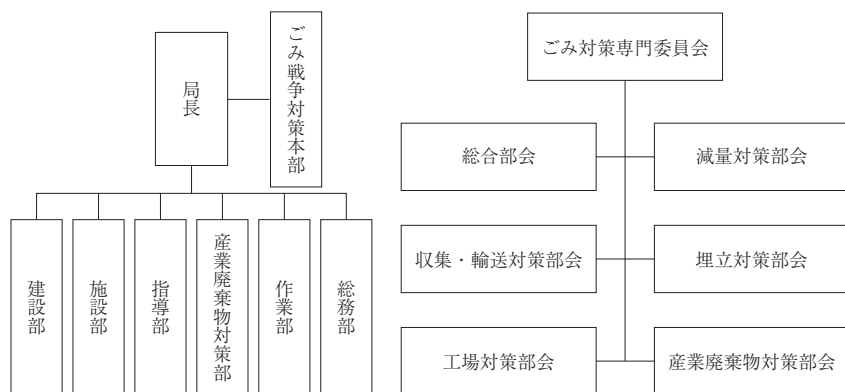 局長
ごみ戦争対策本部
建設部
施設部
指導部
産業廃棄物対策部
作業部
総務部
ごみ対策専門委員会
総合部会
減量対策部会
収集・輸送対策部会
埋立対策部会
工場対策部会
産業廃棄物対策部会